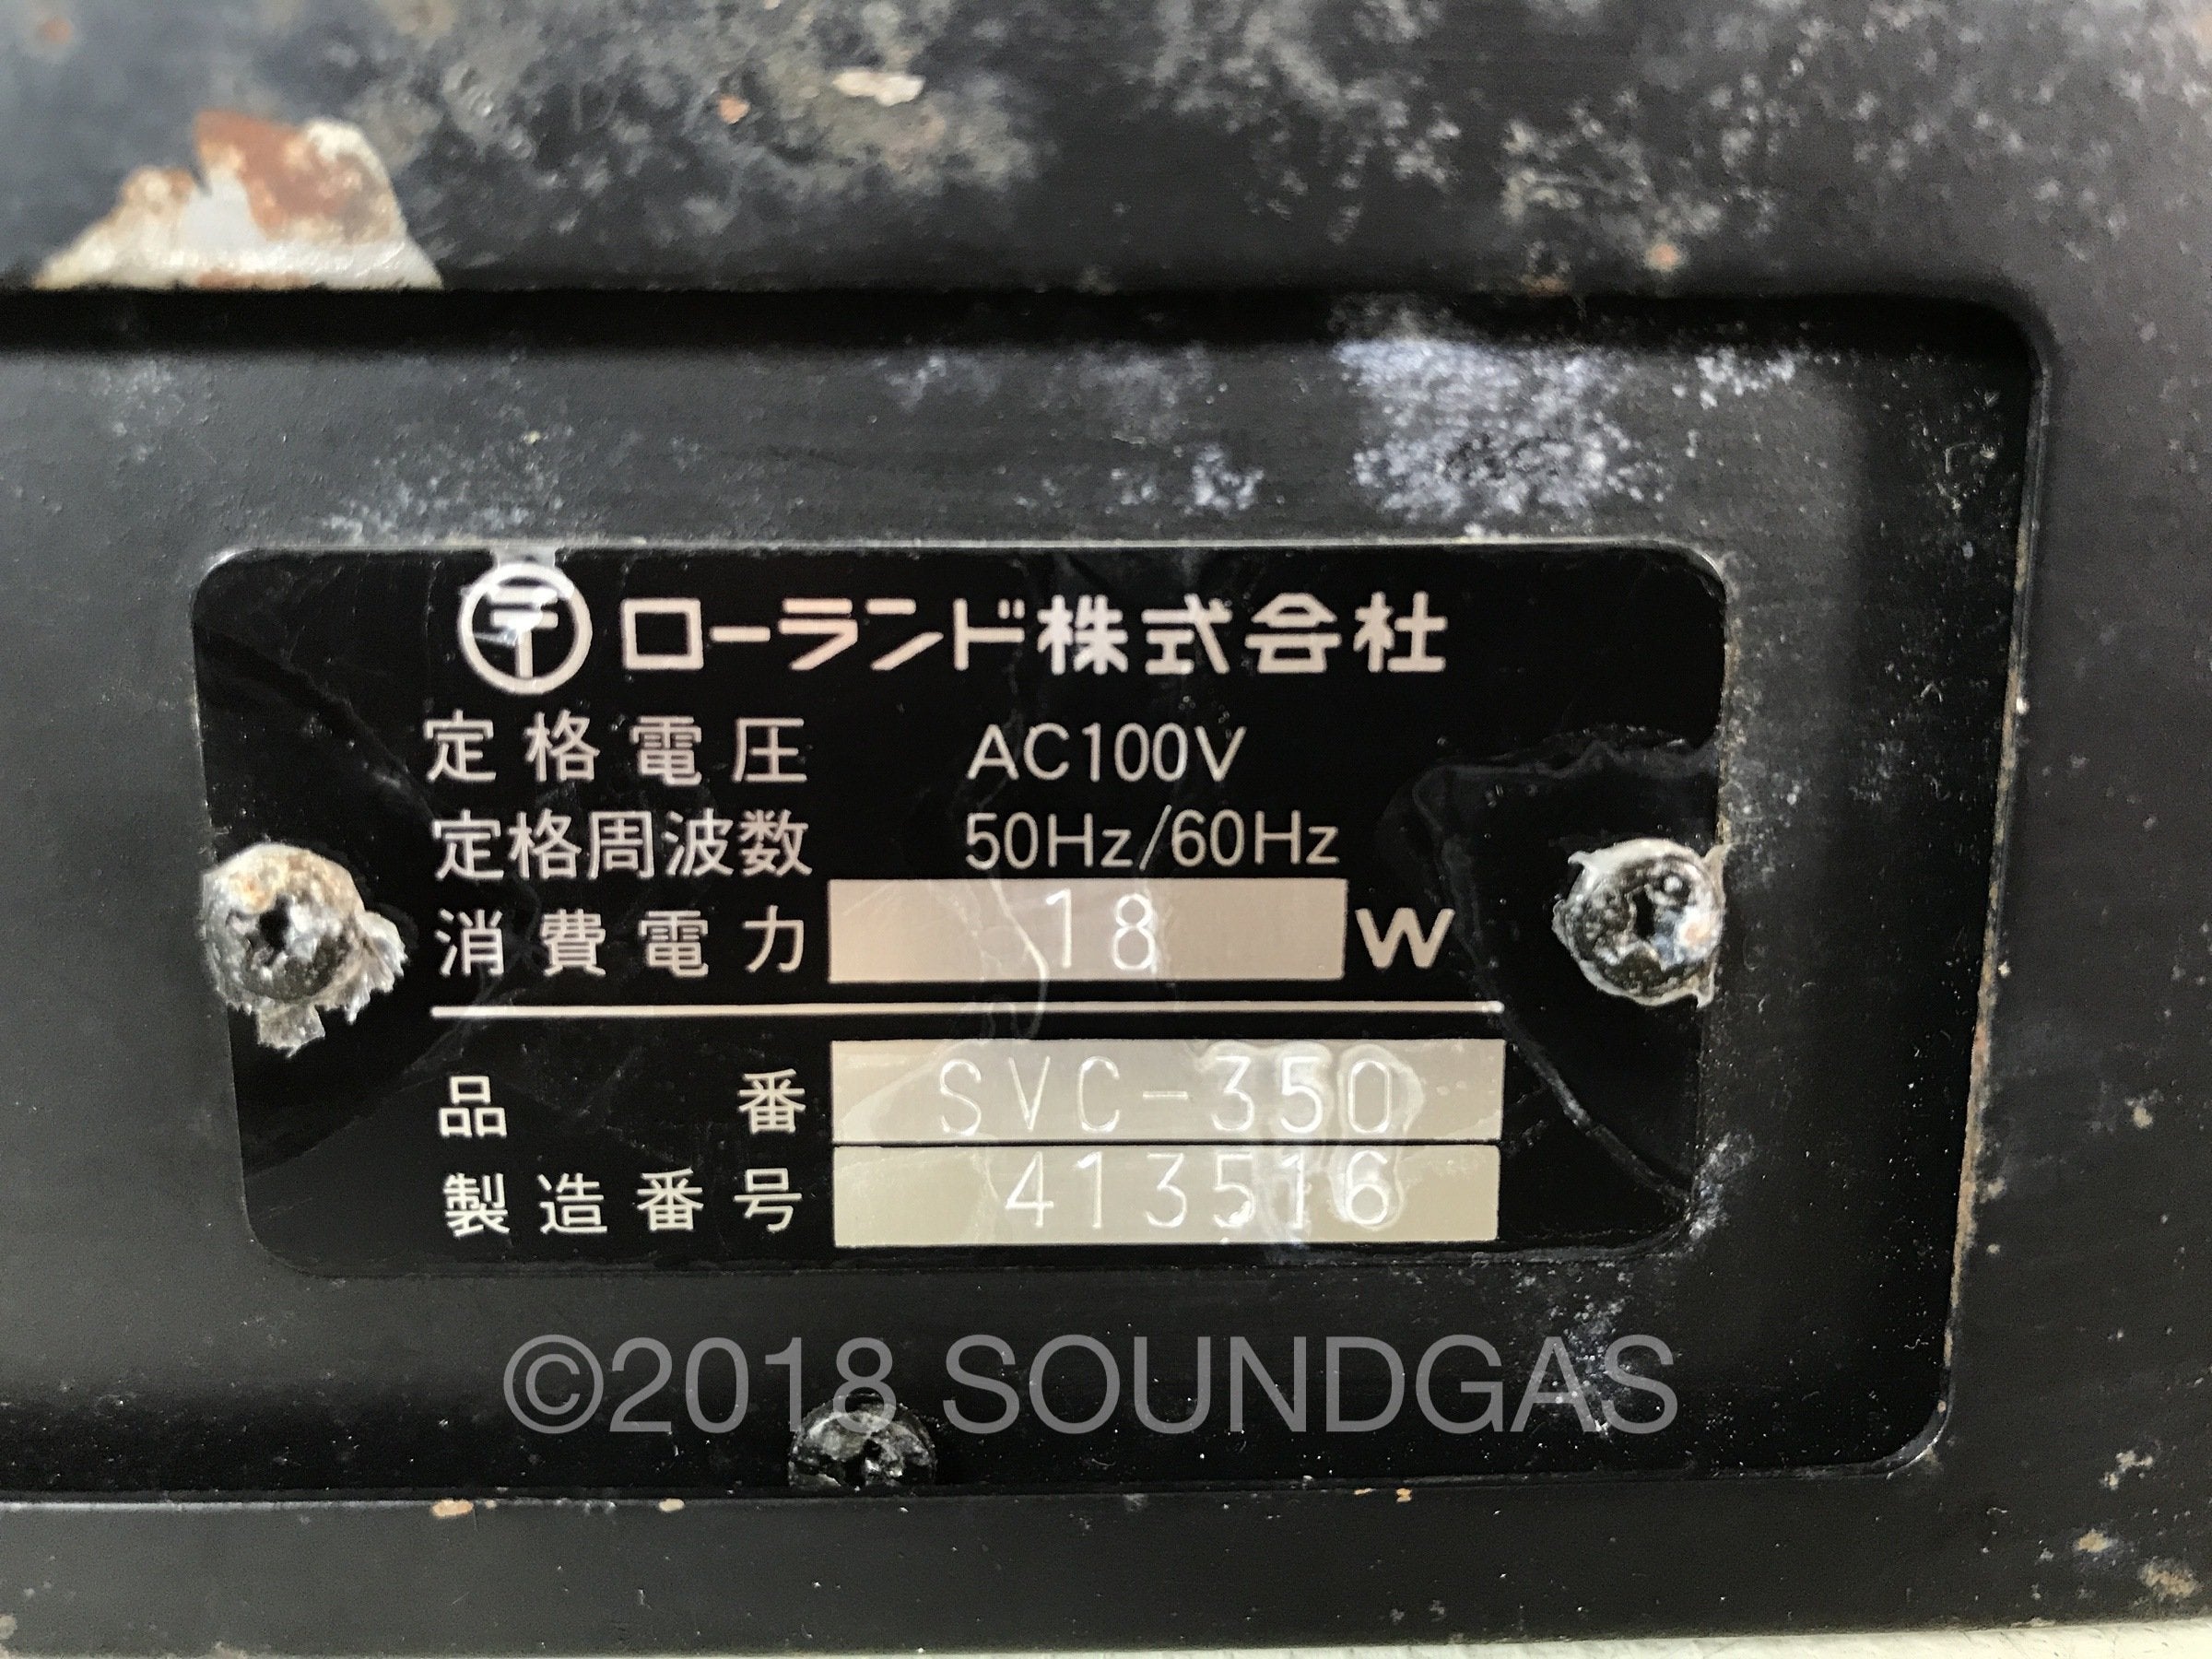 〒 ローランド株式会社
定格電圧 AC100V
定格周波数 50Hz/60Hz
消費電力 18 W
品番 SVC-350
製造番号 413516
©2018 SOUNDGAS